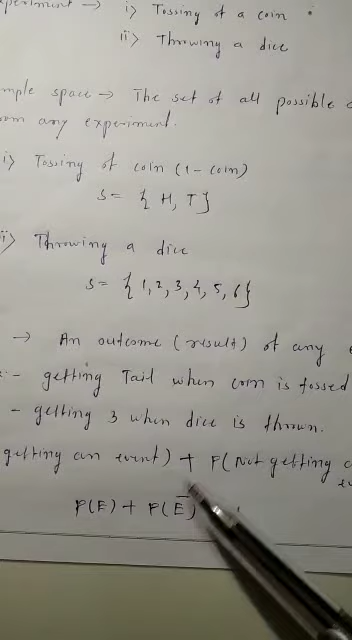 i) Tossing of a coin
ii) Throwing a dice
space → The set of all possible
any experiment.
i) Tossing of coin (1-coin)
S = { H, T }
ii) Throwing a dice
S = { 1, 2, 3, 4, 5, 6 }
→ An outcome (result) of any
- getting Tail when coin is tossed
- getting 3 when dice is thrown.
getting an event) + P(Not getting
P(E) + P(E̅)